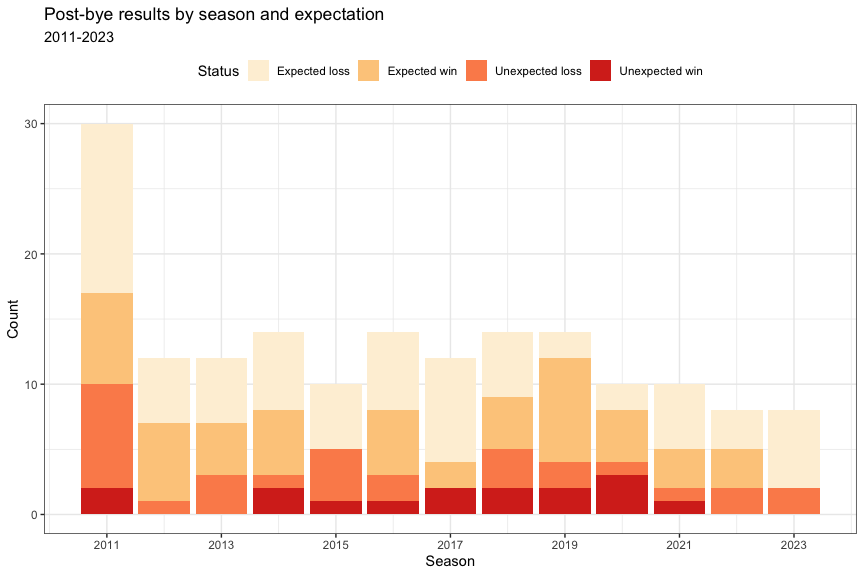 Post-bye results by season and expectation
2011-2023
Status Expected loss Expected win Unexpected loss Unexpected win
30
20
10
0
Count
2011 2013 2015 2017 2019 2021 2023
Season